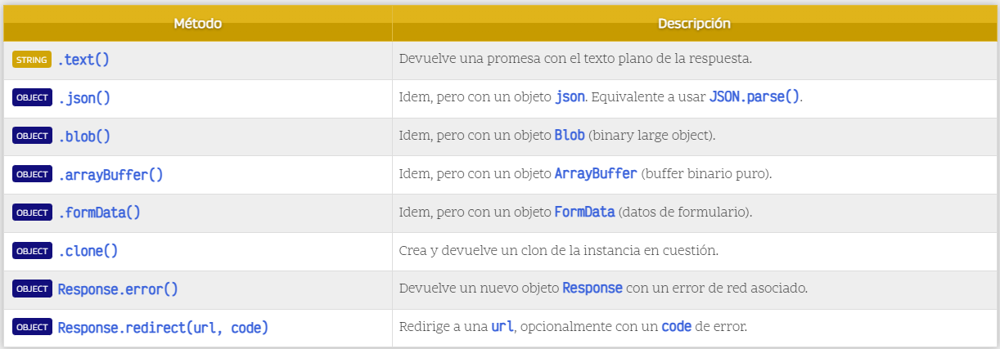 Método Descripción
STRING .text() Devuelve una promesa con el texto plano de la respuesta.
OBJECT .json() Idem, pero con un objeto json. Equivalente a usar JSON.parse().
OBJECT .blob() Idem, pero con un objeto Blob (binary large object).
OBJECT .arrayBuffer() Idem, pero con un objeto ArrayBuffer (buffer binario puro).
OBJECT .formData() Idem, pero con un objeto FormData (datos de formulario).
OBJECT .clone() Crea y devuelve un clon de la instancia en cuestión.
OBJECT Response.error() Devuelve un nuevo objeto Response con un error de red asociado.
OBJECT Response.redirect(url, code) Redirige a una url, opcionalmente con un code de error.